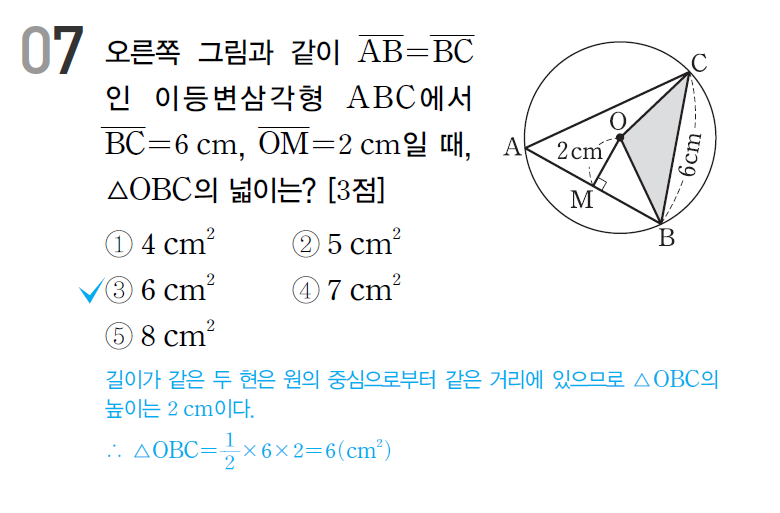 07
오른쪽 그림과 같이 AB=BC
인 이등변삼각형 ABC에서
BC=6 cm, OM=2 cm일 때,
△OBC의 넓이는? [3점]
① 4 cm² ② 5 cm²
③ 6 cm² ④ 7 cm²
⑤ 8 cm²
C
O
A
2cm
6cm
M
B
길이가 같은 두 현은 원의 중심으로부터 같은 거리에 있으므로 △OBC의
높이는 2 cm이다.
∴ △OBC=1/2×6×2=6(cm²)